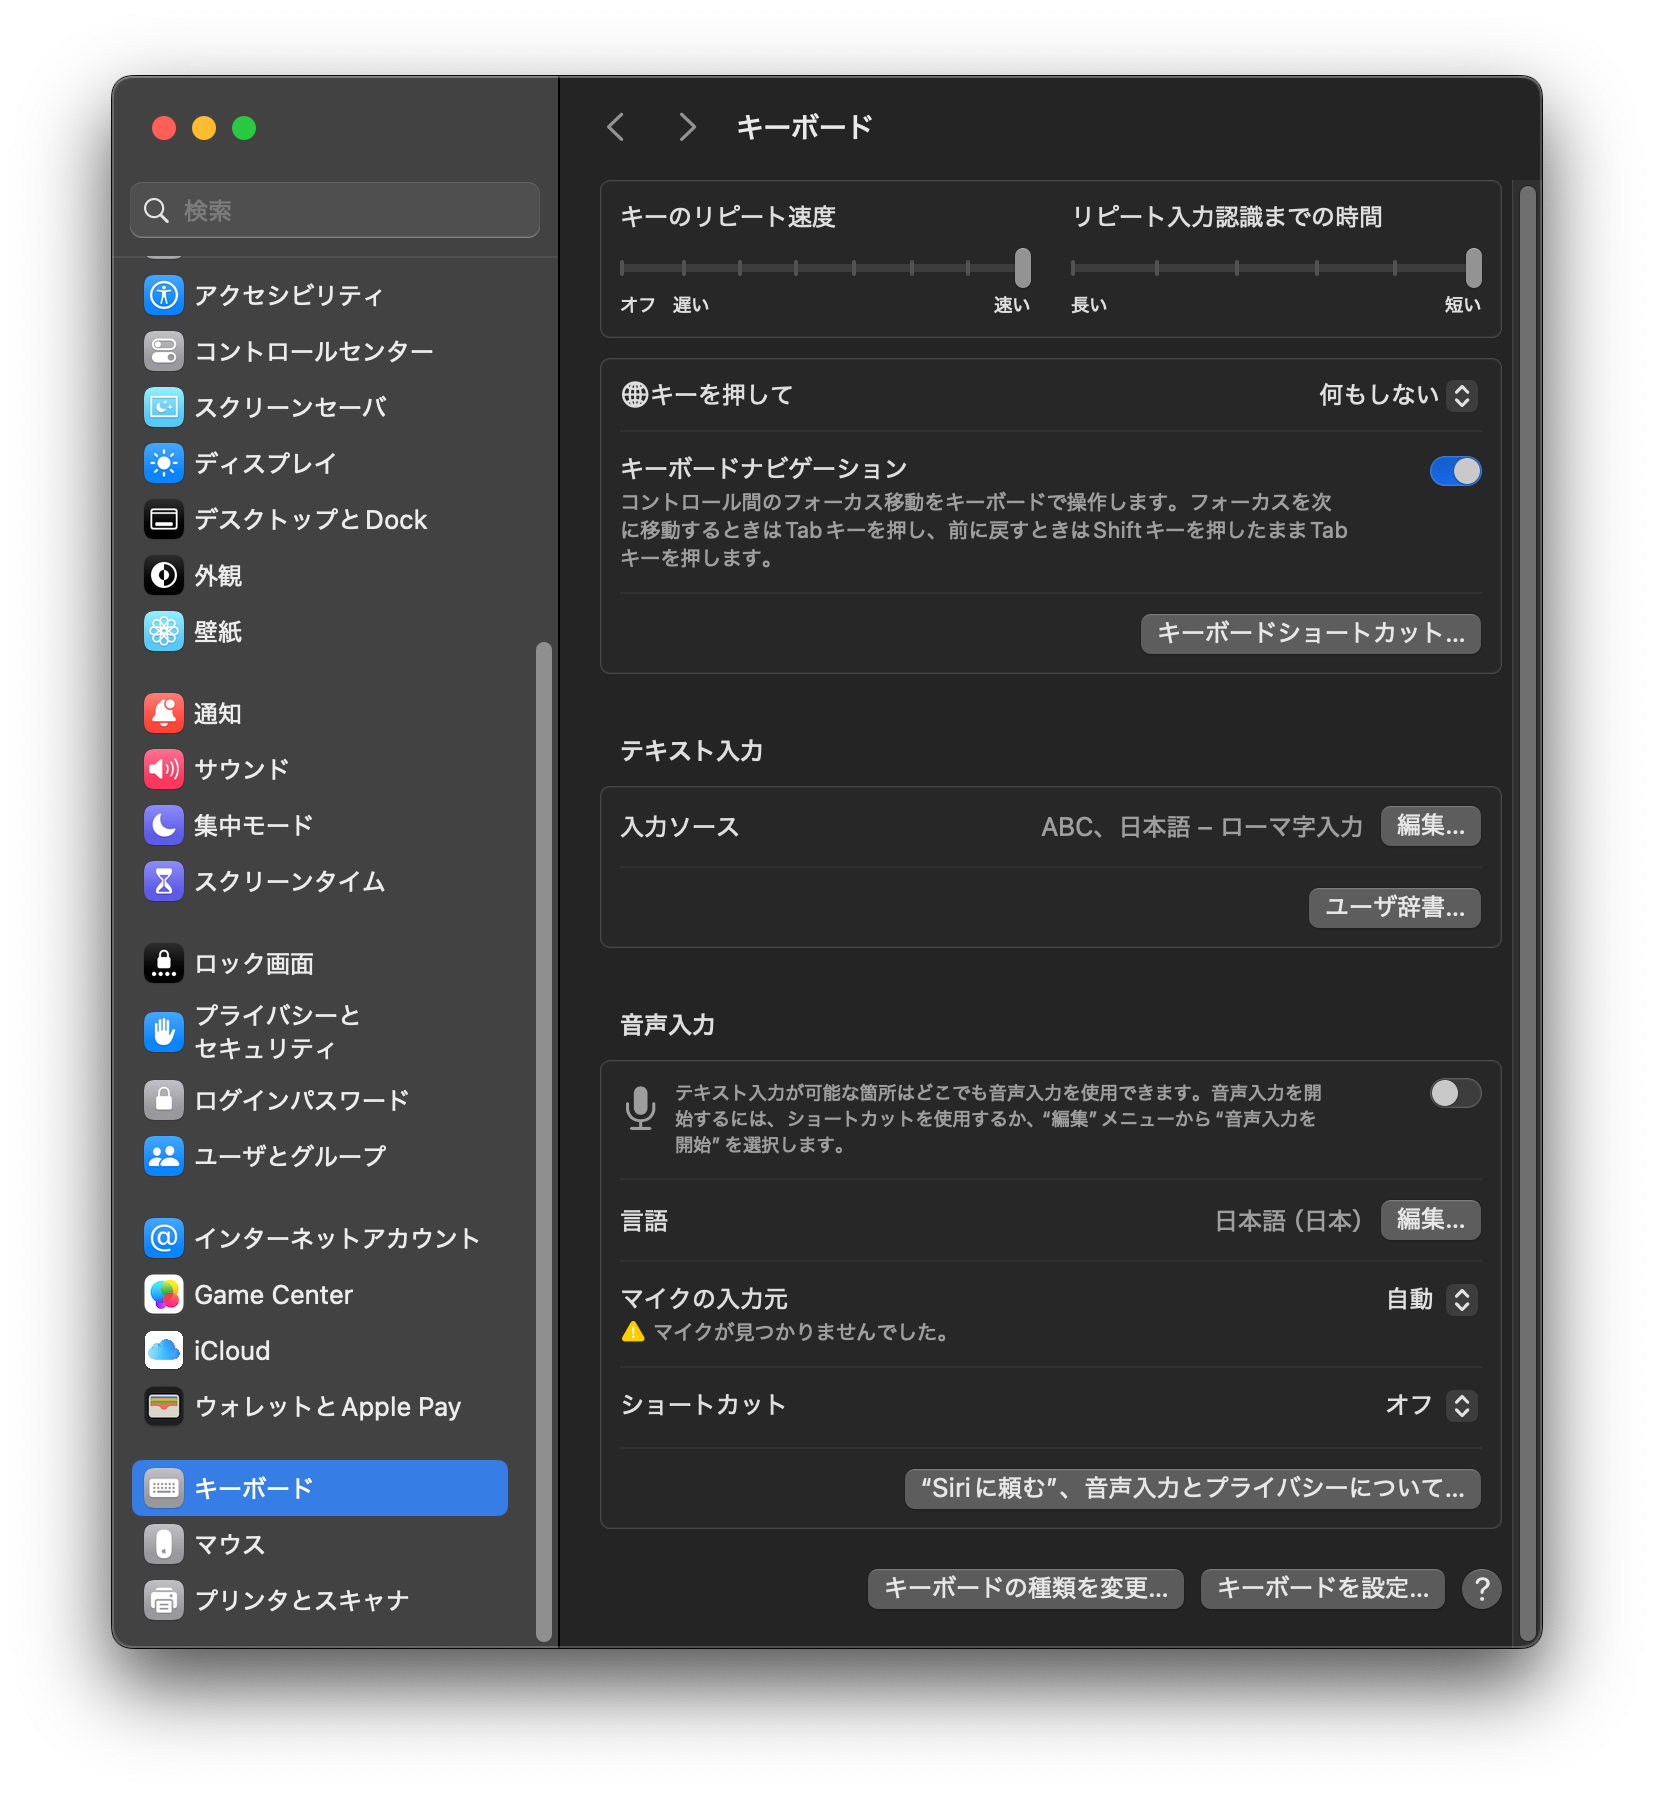 検索
アクセシビリティ
コントロールセンター
スクリーンセーバ
ディスプレイ
デスクトップとDock
外観
壁紙
通知
サウンド
集中モード
スクリーンタイム
ロック画面
プライバシーと
セキュリティ
ログインパスワード
ユーザとグループ
インターネットアカウント
Game Center
iCloud
ウォレットとApple Pay
キーボード
マウス
プリンタとスキャナ
キーボード
キーのリピート速度
リピート入力認識までの時間
オフ 遅い 速い
長い 短い
キーを押して 何もしない
キーボードナビゲーション
コントロール間のフォーカス移動をキーボードで操作します。フォーカスを次
に移動するときはTabキーを押し、前に戻すときはShiftキーを押したままTab
キーを押します。
キーボードショートカット...
テキスト入力
入力ソース ABC、日本語 – ローマ字入力 編集...
ユーザ辞書...
音声入力
テキスト入力が可能な箇所はどこでも音声入力を使用できます。音声入力を開
始するには、ショートカットを使用するか、“編集”メニューから“音声入力を
開始”を選択します。
言語 日本語（日本） 編集...
マイクの入力元 自動
マイクが見つかりませんでした。
ショートカット オフ
“Siriに頼む”、音声入力とプライバシーについて...
キーボードの種類を変更... キーボードを設定... ?